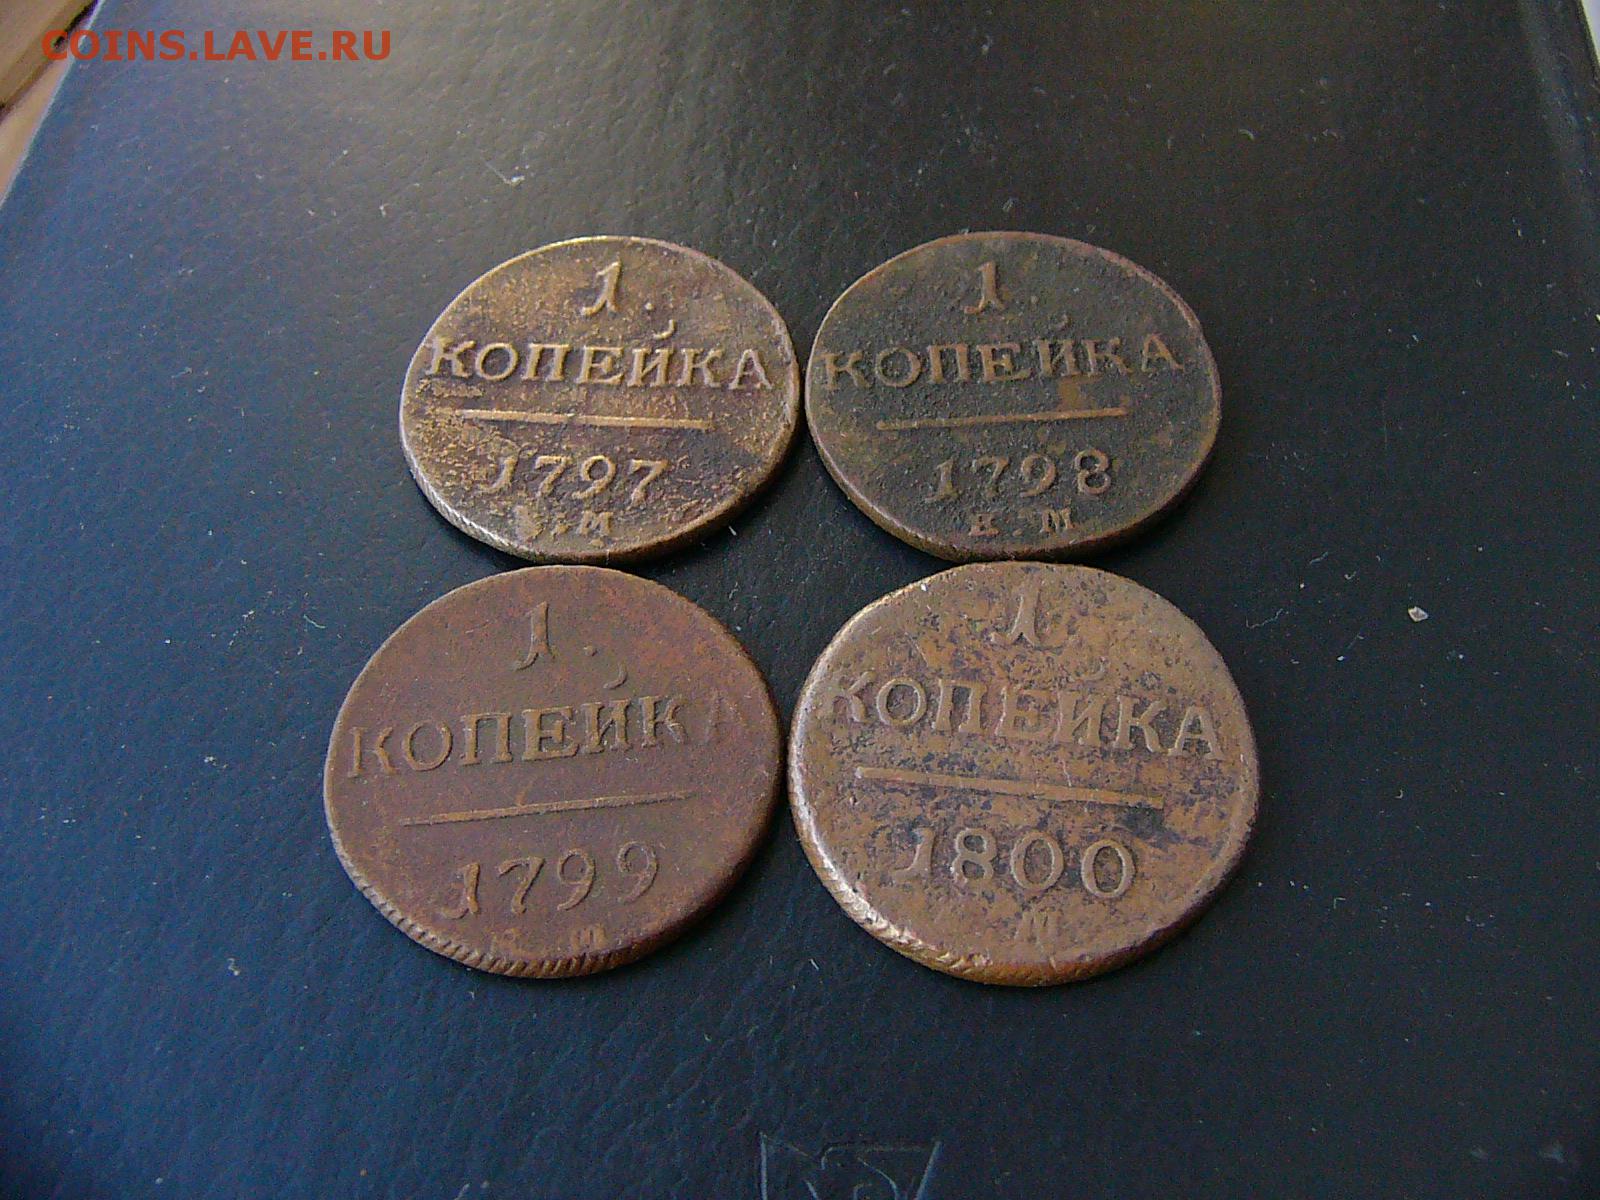 COINS.LAVE.RU
1.
КОПЕЙКА
1797
.М
1
КОПЕЙКА
1798
Е.М
1.
КОПЕЙКА
1799
1
КОПЕЙКА
1800
М